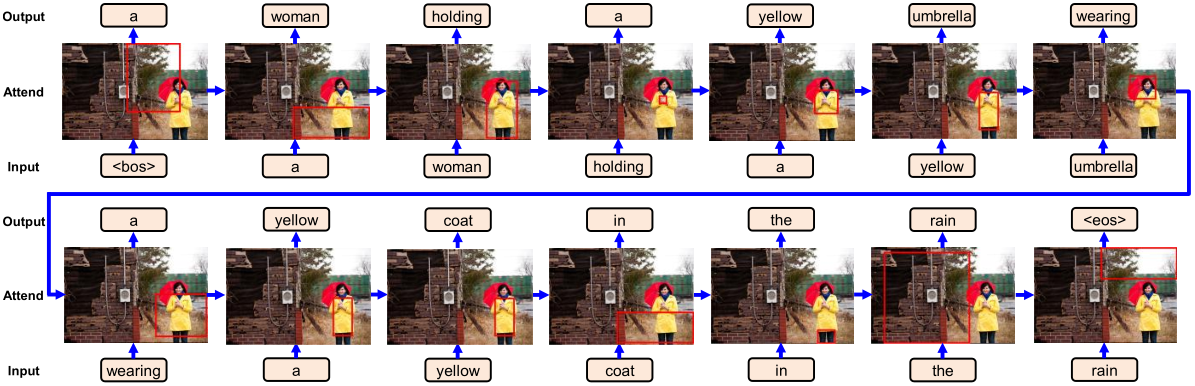 Output a woman holding a yellow umbrella wearing
Attend
Input <bos> a woman holding a yellow umbrella
Output a yellow coat in the rain <eos>
Attend
Input wearing a yellow coat in the rain